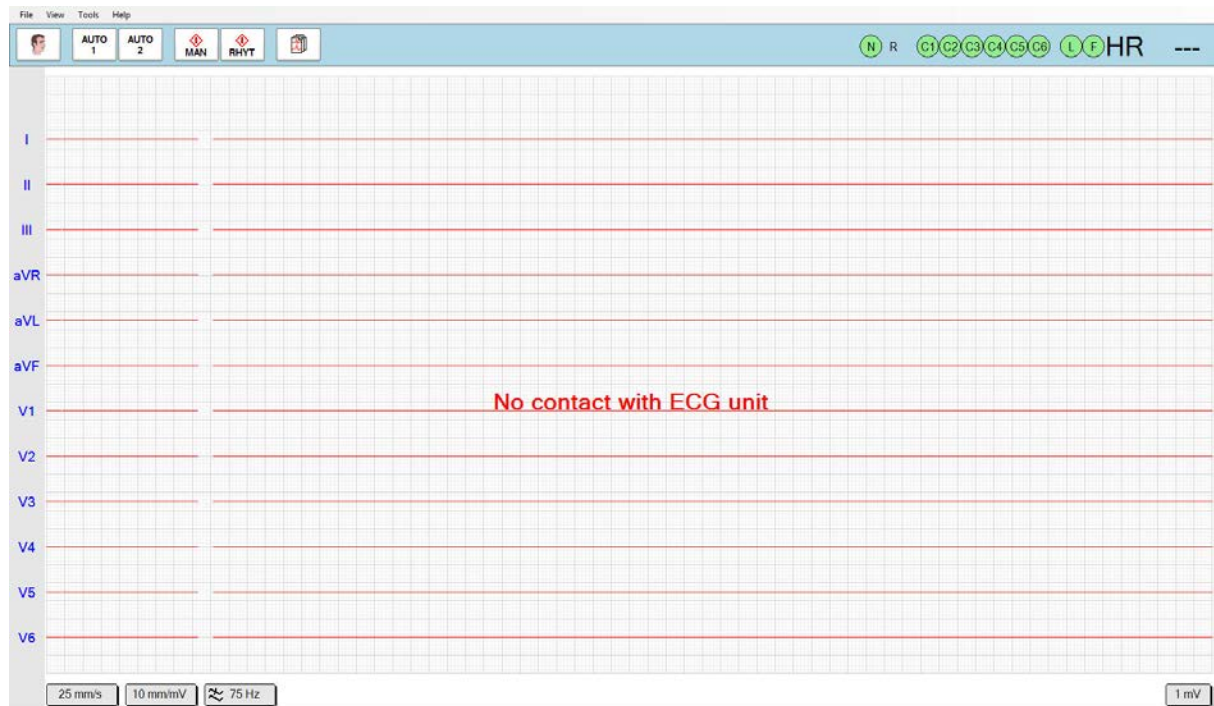 File View Tools Help
AUTO 1 AUTO 2 MAN RHYT N R C1 C2 C3 C4 C5 C6 L F HR ---
I
II
III
aVR
aVL
aVF
No contact with ECG unit
V1
V2
V3
V4
V5
V6
25 mm/s 10 mm/mV 75 Hz 1 mV